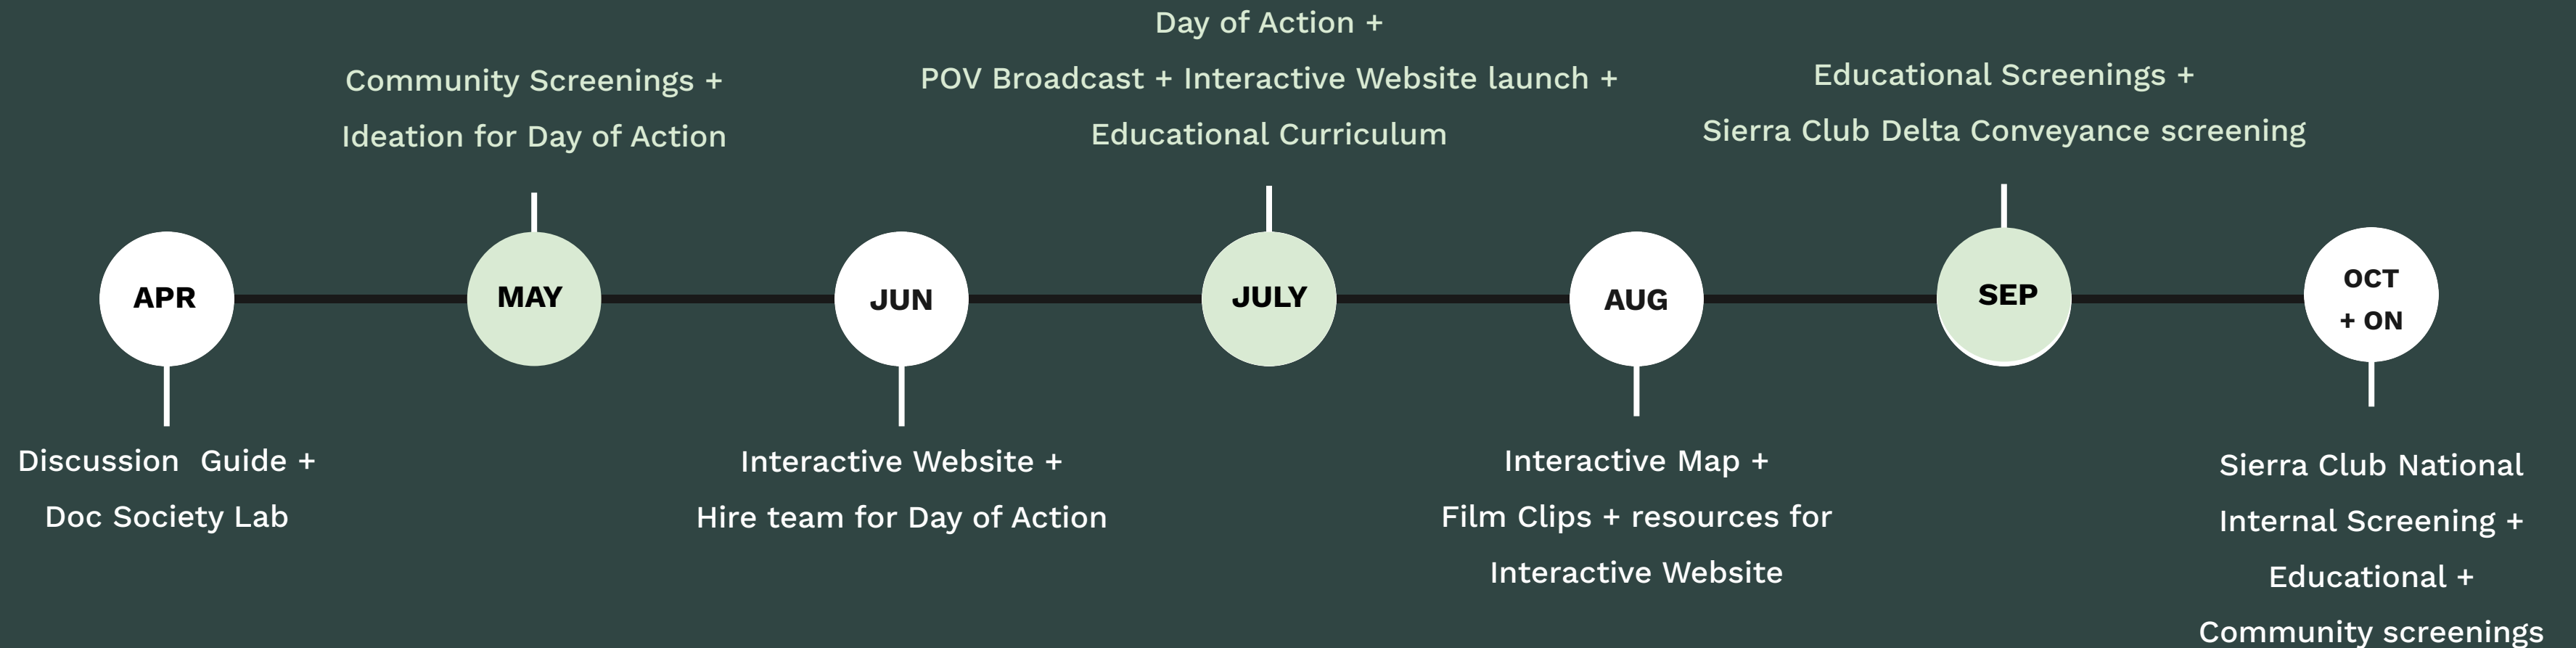 Day of Action +
POV Broadcast + Interactive Website launch +
Educational Curriculum
Community Screenings +
Ideation for Day of Action
Educational Screenings +
Sierra Club Delta Conveyance screening
APR
MAY
JUN
JULY
AUG
SEP
OCT
+ ON
Discussion  Guide +
Doc Society Lab
Interactive Website +
Hire team for Day of Action
Interactive Map +
Film Clips + resources for
Interactive Website
Sierra Club National
Internal Screening +
Educational +
Community screenings